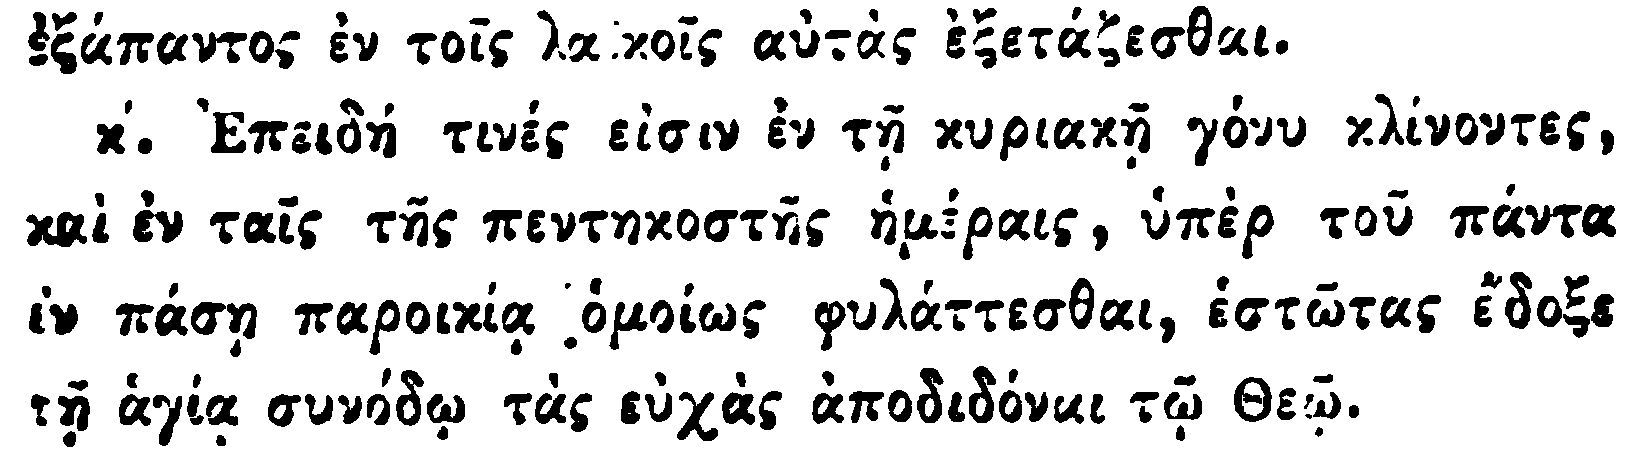 ἐξάπαντος ἐν τοῖς λαϊκοῖς αὐτὰς ἐξετάζεσθαι.
κ´. Ἐπειδή τινές εἰσιν ἐν τῇ κυριακῇ γόνυ κλίνοντες,
καὶ ἐν ταῖς τῆς πεντηκοστῆς ἡμέραις, ὑπὲρ τοῦ πάντα
ἐν πάσῃ παροικίᾳ ὁμοίως φυλάττεσθαι, ἑστῶτας ἔδοξε
τῇ ἁγίᾳ συνόδῳ τὰς εὐχὰς ἀποδιδόναι τῷ Θεῷ.